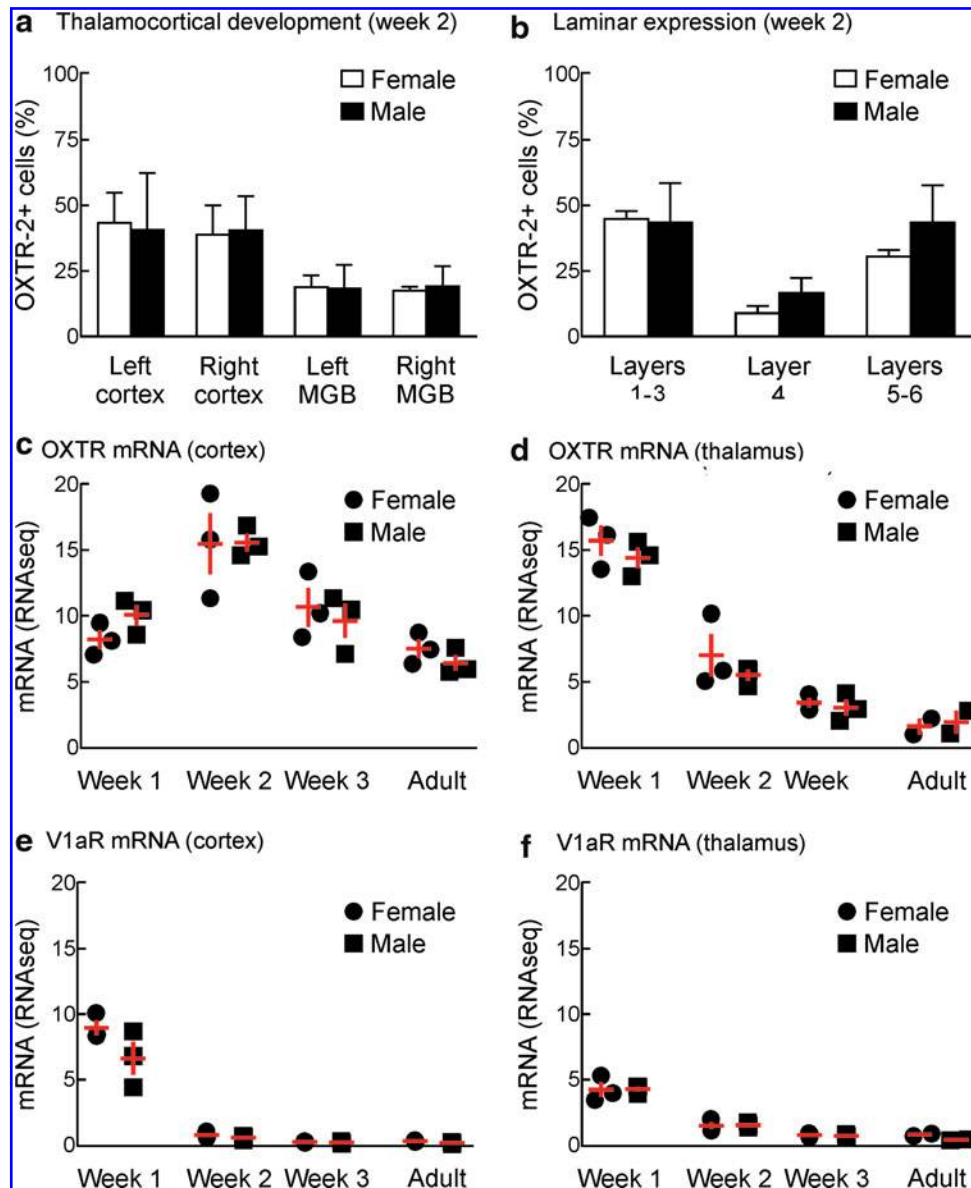 a Thalamocortical development (week 2)
OXTR-2+ cells (%)
100
75
50
25
0
Female
Male
Left cortex
Right cortex
Left MGB
Right MGB
b Laminar expression (week 2)
OXTR-2+ cells (%)
100
75
50
25
0
Female
Male
Layers 1-3
Layer 4
Layers 5-6
c OXTR mRNA (cortex)
mRNA (RNAseq)
20
15
10
5
0
Female
Male
Week 1
Week 2
Week 3
Adult
d OXTR mRNA (thalamus)
mRNA (RNAseq)
20
15
10
5
0
Female
Male
Week 1
Week 2
Week
Adult
e V1aR mRNA (cortex)
mRNA (RNAseq)
20
15
10
5
0
Female
Male
Week 1
Week 2
Week 3
Adult
f V1aR mRNA (thalamus)
mRNA (RNAseq)
20
15
10
5
0
Female
Male
Week 1
Week 2
Week 3
Adult